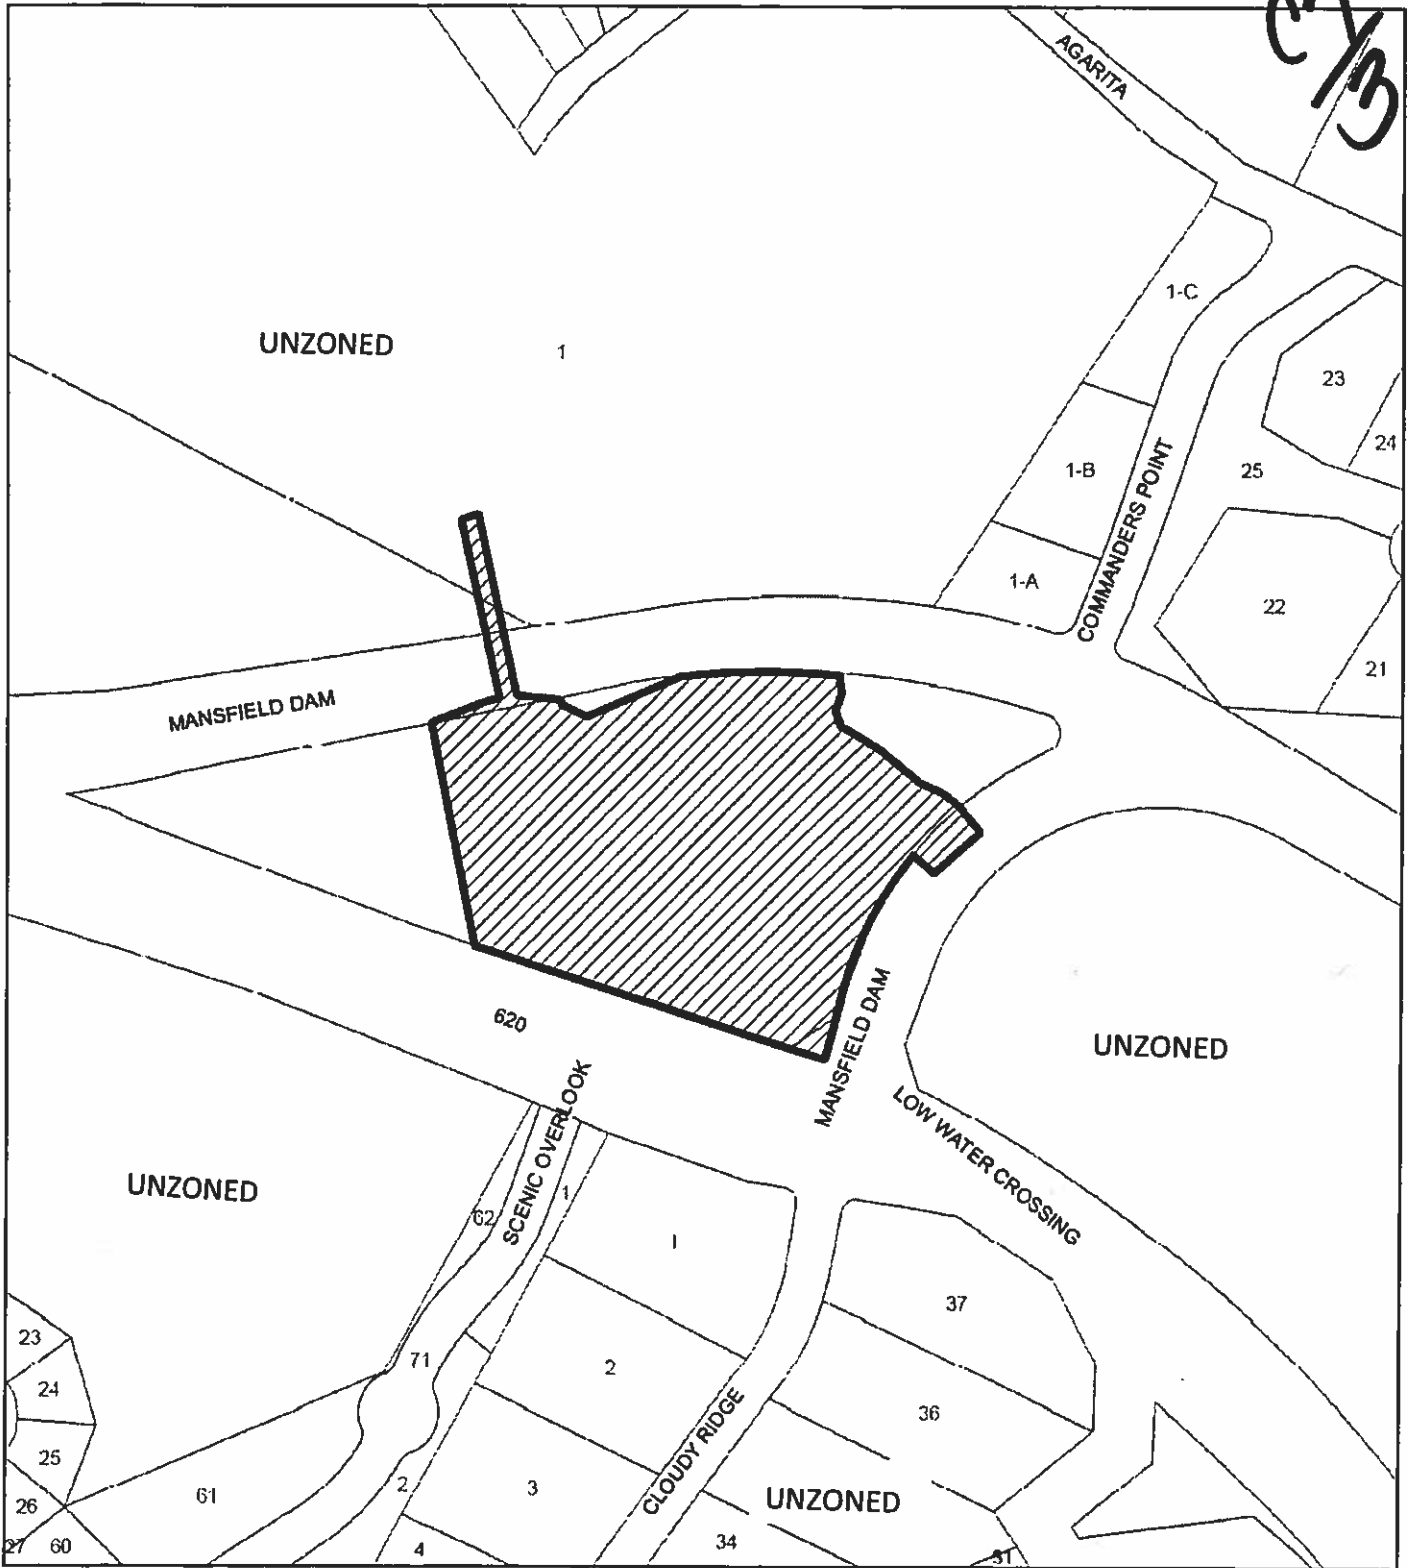 AGARITA
1-C
UNZONED
1
23
24
1-B
25
COMMANDERS POINT
1-A
22
21
MANSFIELD DAM
620
MANSFIELD DAM
UNZONED
LOW WATER CROSSING
SCENIC OVERLOOK
UNZONED
62
1
1
37
23
71
2
24
36
25
CLOUDY RIDGE
61
2
3
UNZONED
26
27
60
4
34
31